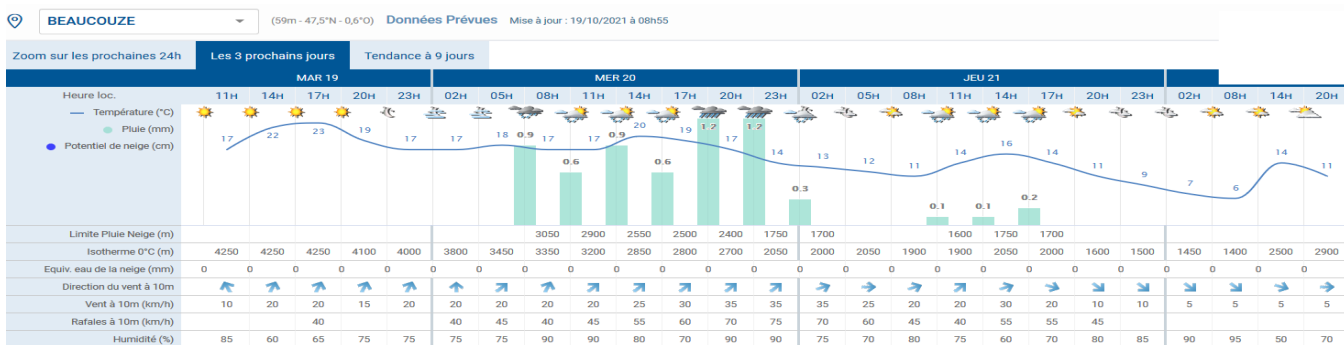 BEAUCOUZE (59m - 47,5°N - 0,6°O) Données Prévues Mise à jour : 19/10/2021 à 08h55
Zoom sur les prochaines 24h Les 3 prochains jours Tendance à 9 jours
MAR 19 MER 20 JEU 21
Heure loc. 11H 14H 17H 20H 23H 02H 05H 08H 11H 14H 17H 20H 23H 02H 05H 08H 11H 14H 17H 20H 23H 02H 08H 14H 20H
Température (°C)
Pluie (mm)
Potentiel de neige (cm)
17 22 23 19 17 17 18 17 17 20 19 17 14 13 12 11 14 16 14 11 9 7 6 14 11
0.9 0.6 0.9 0.6 1.2 1.2 0.3 0.1 0.1 0.2
Limite Pluie Neige (m) 3050 2900 2550 2500 2400 1750 1700 1600 1750 1700
Isotherme 0°C (m) 4250 4250 4250 4100 4000 3800 3450 3350 3200 2850 2800 2700 2050 2000 2050 1900 1900 2050 2000 1600 1500 1450 1400 2500 2900
Equiv. eau de la neige (mm) 0 0 0 0 0 0 0 0 0 0 0 0 0 0 0 0 0 0 0 0 0 0 0 0 0
Direction du vent à 10m
Vent à 10m (km/h) 10 20 20 15 20 20 20 20 20 25 30 35 35 35 25 20 20 30 20 10 10 5 5 5 5
Rafales à 10m (km/h) 40 40 45 40 45 55 60 70 75 70 60 45 40 55 55 45
Humidité (%) 85 60 65 75 75 75 75 90 90 80 70 90 90 75 70 80 75 60 70 80 85 90 95 50 70